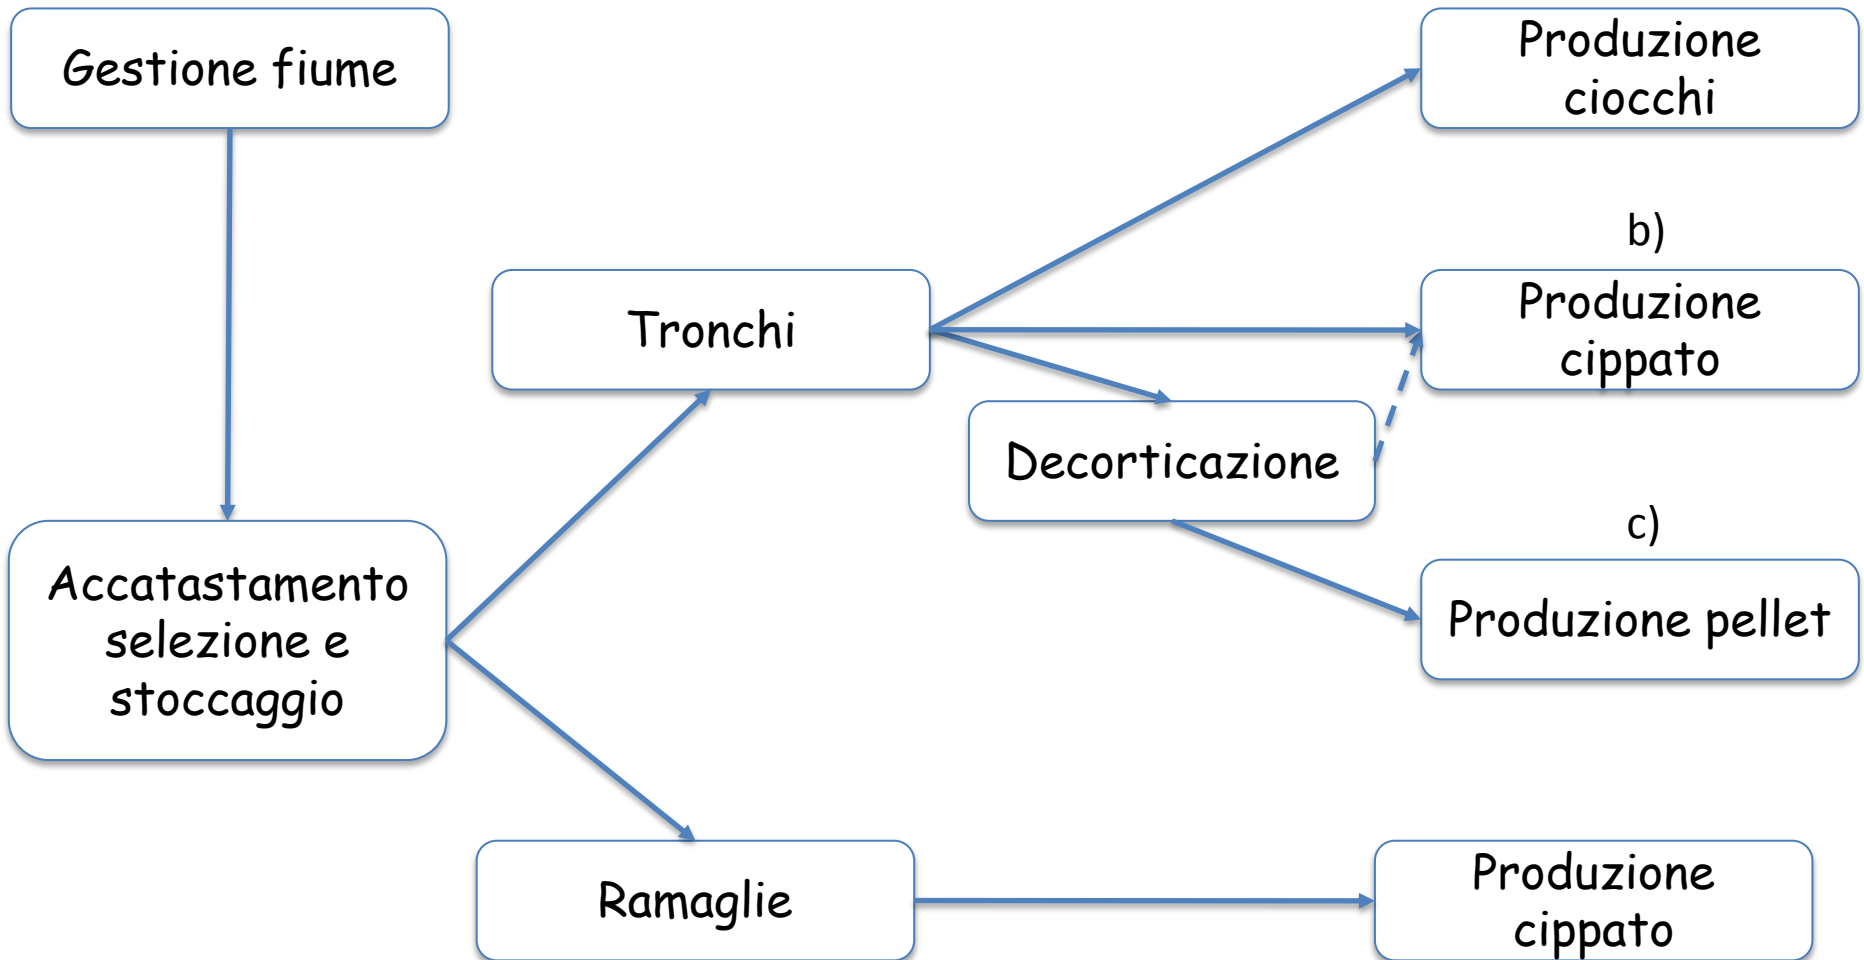 Gestione fiume
Produzione
ciocchi
b)
Tronchi
Produzione
cippato
Decorticazione
c)
Accatastamento
selezione e
stoccaggio
Produzione pellet
Ramaglie
Produzione
cippato